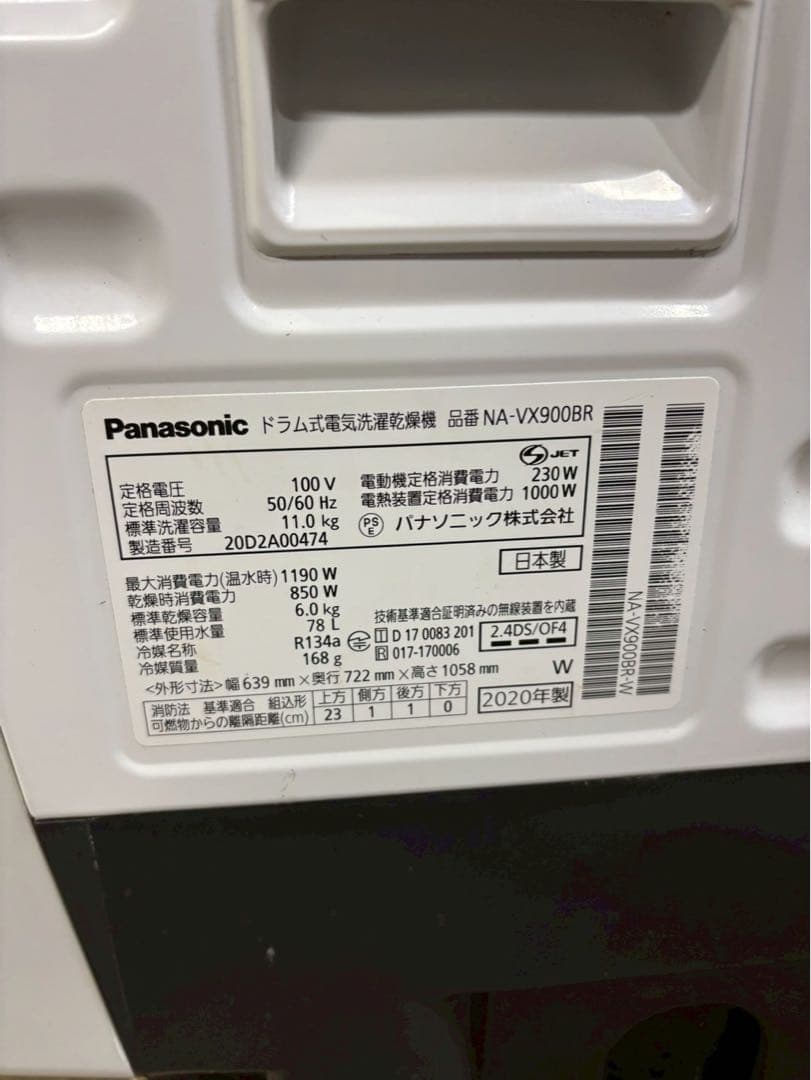 Panasonic ドラム式電気洗濯乾燥機 品番 NA-VX900BR
S JET
定格電圧 100 V
定格周波数 50/60 Hz
標準洗濯容量 11.0 kg
製造番号 20D2A00474
電動機定格消費電力 230 W
電熱装置定格消費電力 1000 W
PSE パナソニック株式会社
日本製
最大消費電力(温水時) 1190 W
乾燥時消費電力 850 W
標準乾燥容量 6.0 kg
標準使用水量 78 L
冷媒名称 R134a
冷媒質量 168 g
技術基準適合証明済みの無線装置を内蔵
T D 17 0083 201
R 017-170006
2.4DS/OF4
<外形寸法>幅 639 mm×奥行 722 mm×高さ 1058 mm
W
消防法 基準適合 組込形 上方 側方 後方 下方
可燃物からの離隔距離(cm) 23 1 1 0
2020年製
NA-VX900BR-W